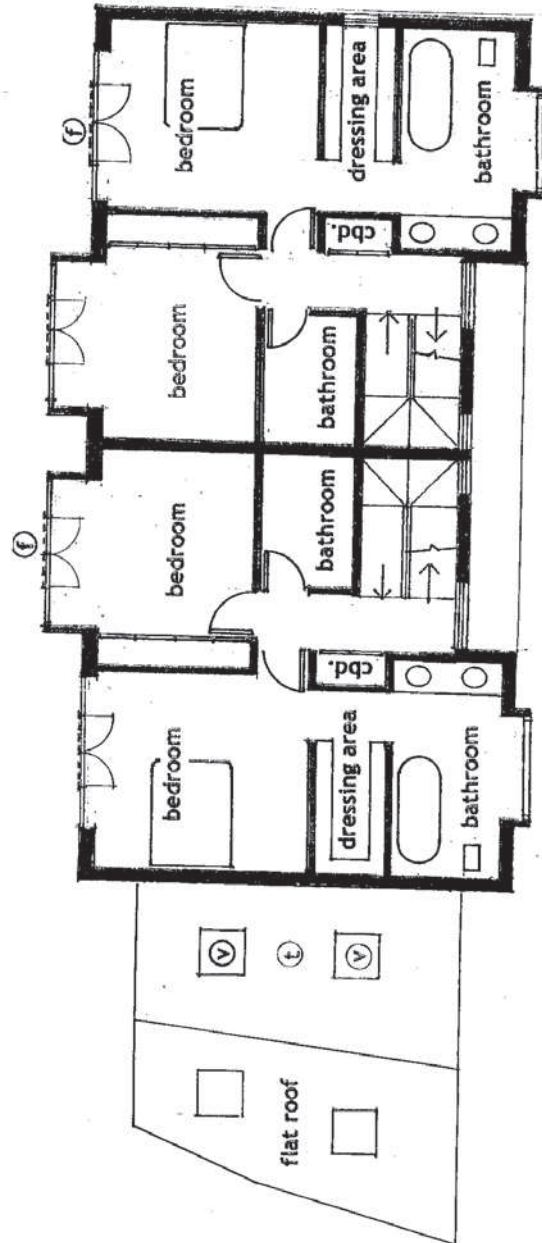 f
f
bedroom
bedroom
bedroom
bedroom
dressing area
dressing area
cbd.
cbd.
bathroom
bathroom
bathroom
bathroom
v
t
v
flat roof